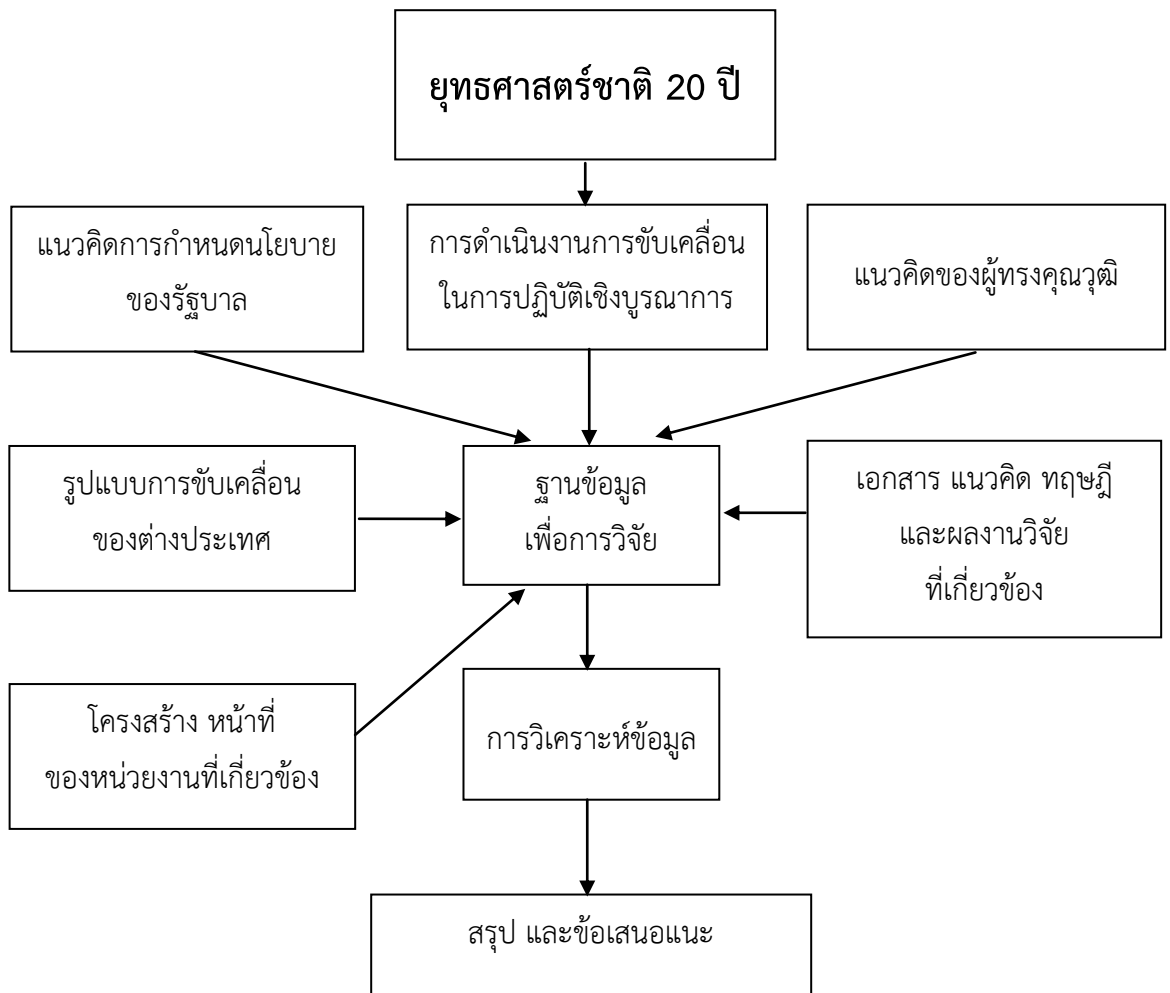 ยุทธศาสตร์ชาติ 20 ปี
แนวคิดการกำหนดนโยบาย
ของรัฐบาล
การดำเนินงานการขับเคลื่อน
ในการปฏิบัติเชิงบูรณาการ
แนวคิดของผู้ทรงคุณวุฒิ
รูปแบบการขับเคลื่อน
ของต่างประเทศ
ฐานข้อมูล
เพื่อการวิจัย
เอกสาร แนวคิด ทฤษฎี
และผลงานวิจัย
ที่เกี่ยวข้อง
โครงสร้าง หน้าที่
ของหน่วยงานที่เกี่ยวข้อง
การวิเคราะห์ข้อมูล
สรุป และข้อเสนอแนะ